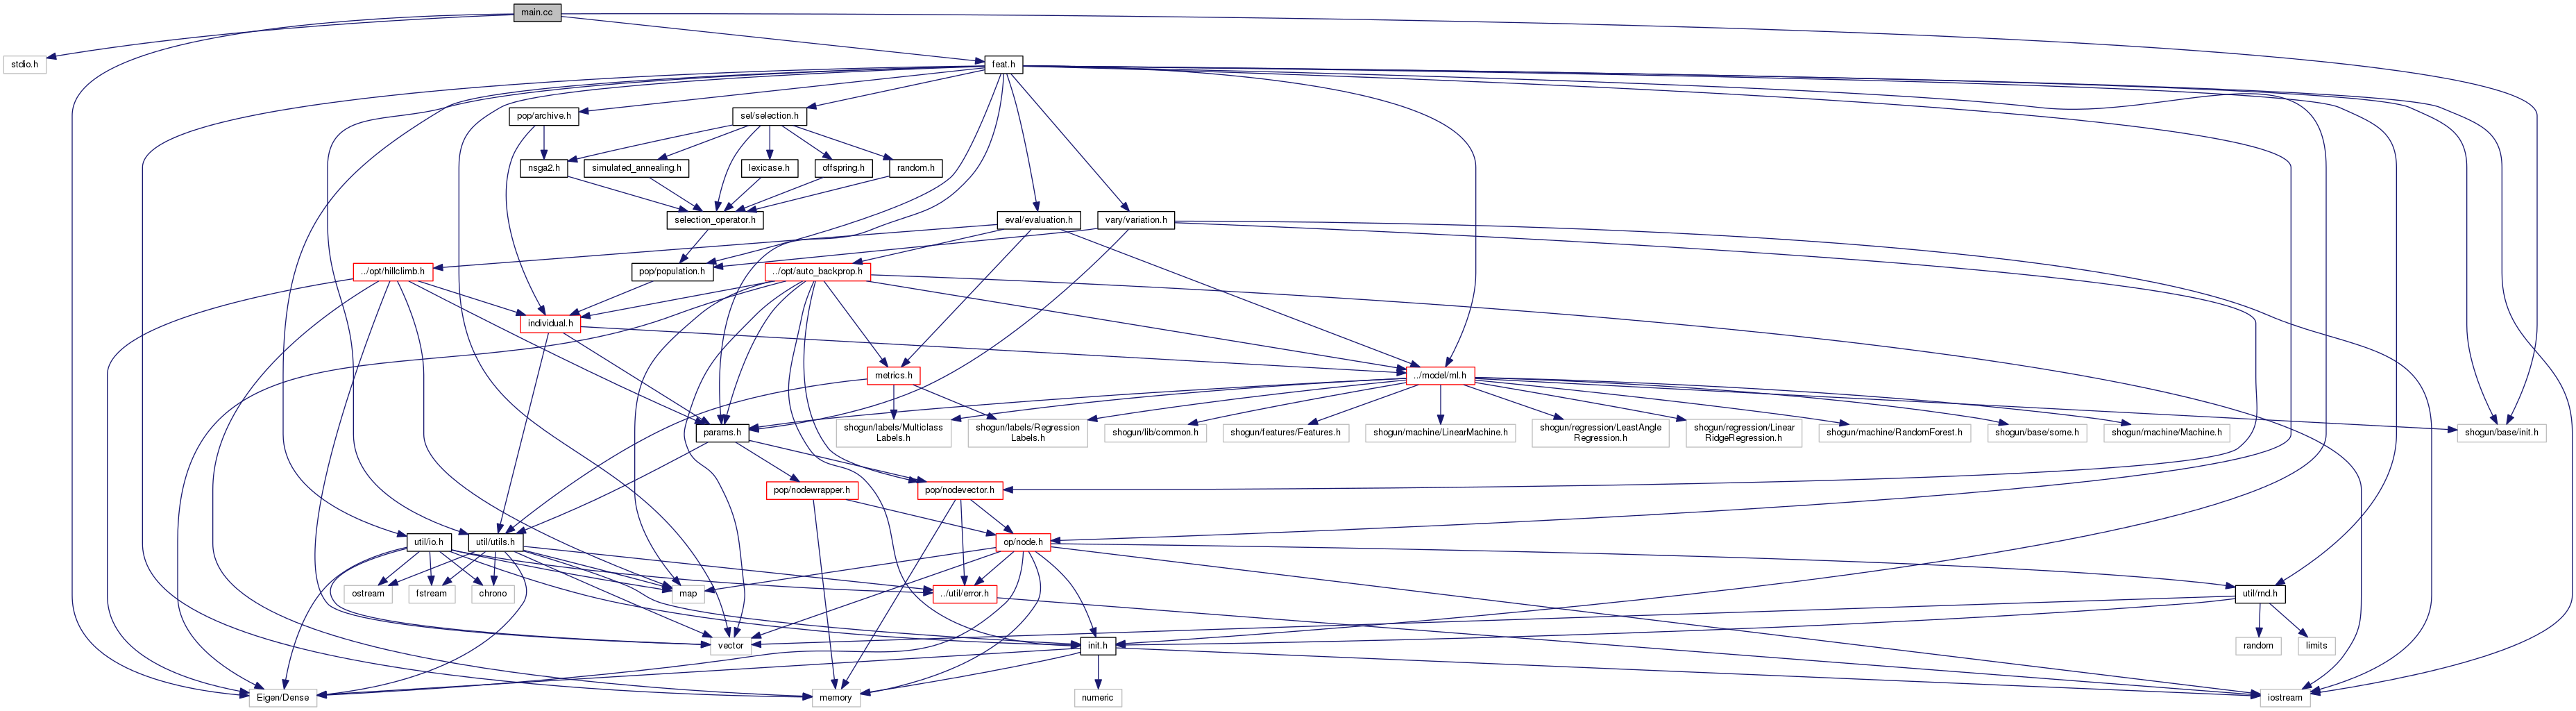 main.cc
stdio.h
feat.h
pop/archive.h
sel/selection.h
nsga2.h
simulated_annealing.h
lexicase.h
offspring.h
random.h
selection_operator.h
eval/evaluation.h
vary/variation.h
../opt/hillclimb.h
pop/population.h
../opt/auto_backprop.h
individual.h
metrics.h
../model/ml.h
params.h
shogun/labels/Multiclass
Labels.h
shogun/labels/Regression
Labels.h
shogun/lib/common.h
shogun/features/Features.h
shogun/machine/LinearMachine.h
shogun/regression/LeastAngle
Regression.h
shogun/regression/Linear
RidgeRegression.h
shogun/machine/RandomForest.h
shogun/base/some.h
shogun/machine/Machine.h
shogun/base/init.h
pop/nodewrapper.h
pop/nodevector.h
util/io.h
util/utils.h
op/node.h
ostream
fstream
chrono
map
../util/error.h
util/rnd.h
vector
init.h
random
limits
Eigen/Dense
memory
numeric
iostream